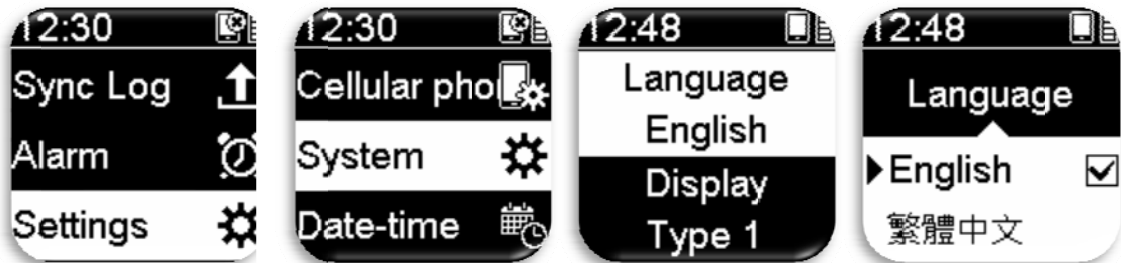 12:30
Sync Log
Alarm
Settings
12:30
Cellular pho
System
Date-time
12:48
Language
English
Display
Type 1
12:48
Language
English
繁體中文